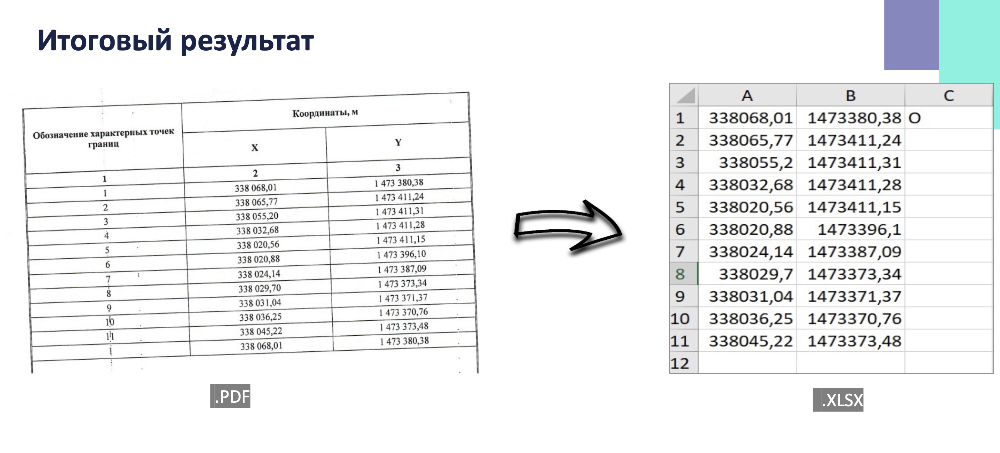 Итоговый результат
Обозначение характерных точек
границ
Координаты, м
X Y
1 2 3
1 338 068,01 1 473 380,38
2 338 065,77 1 473 411,24
3 338 055,20 1 473 411,31
4 338 032,68 1 473 411,28
5 338 020,56 1 473 411,15
6 338 020,88 1 473 396,10
7 338 024,14 1 473 387,09
8 338 029,70 1 473 373,34
9 338 031,04 1 473 371,37
10 338 036,25 1 473 370,76
11 338 045,22 1 473 373,48
1 338 068,01 1 473 380,38
.PDF
A B C
1 338068,01 1473380,38 O
2 338065,77 1473411,24
3 338055,2 1473411,31
4 338032,68 1473411,28
5 338020,56 1473411,15
6 338020,88 1473396,1
7 338024,14 1473387,09
8 338029,7 1473373,34
9 338031,04 1473371,37
10 338036,25 1473370,76
11 338045,22 1473373,48
12
.XLSX